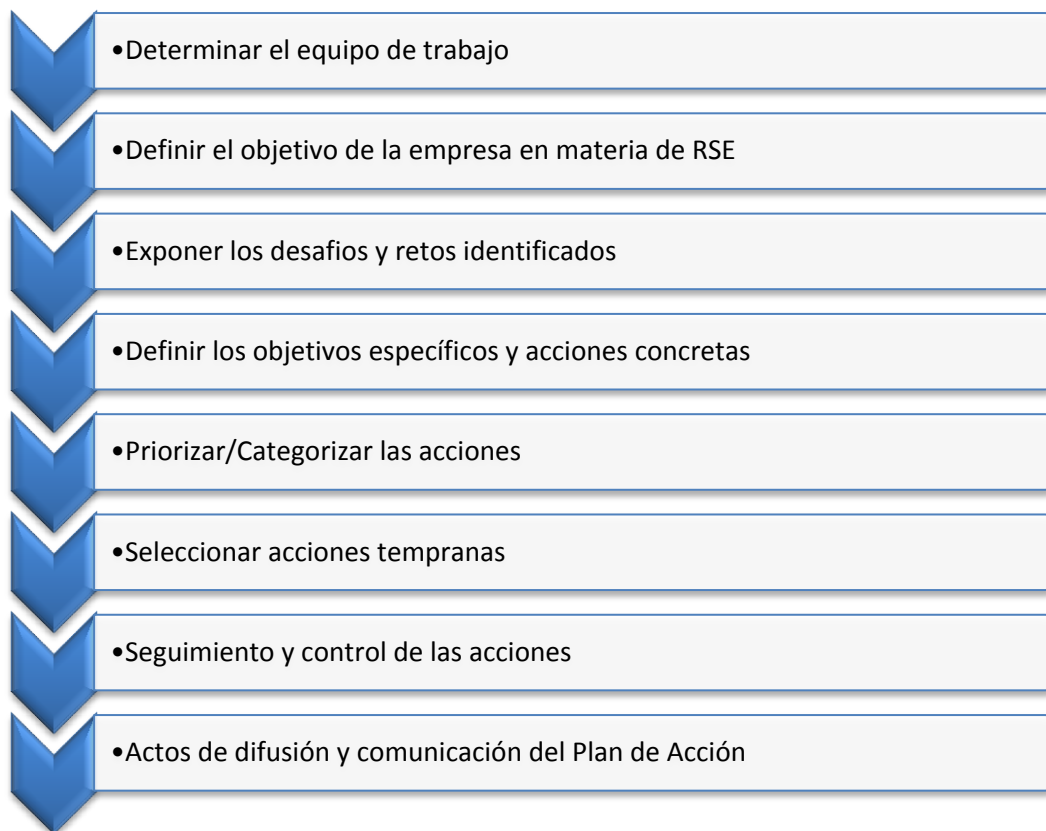 •Determinar el equipo de trabajo
•Definir el objetivo de la empresa en materia de RSE
•Exponer los desafios y retos identificados
•Definir los objetivos específicos y acciones concretas
•Priorizar/Categorizar las acciones
•Seleccionar acciones tempranas
•Seguimiento y control de las acciones
•Actos de difusión y comunicación del Plan de Acción